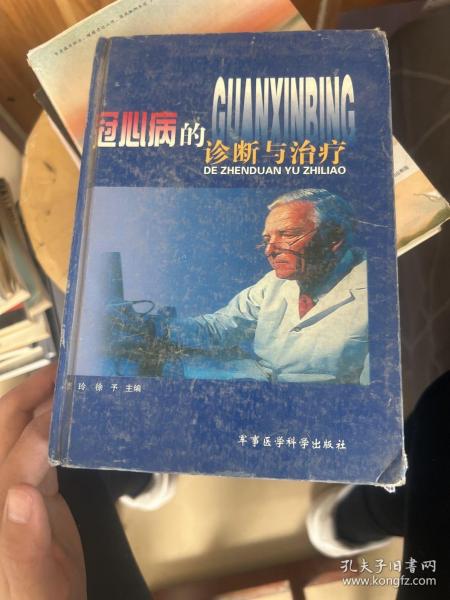 GUANXINBING
冠心病的
诊断与治疗
DE ZHENDUAN YU ZHILIAO
玲 徐 予 主编
军事医学科学出版社
孔夫子旧书网
www.kongfz.com